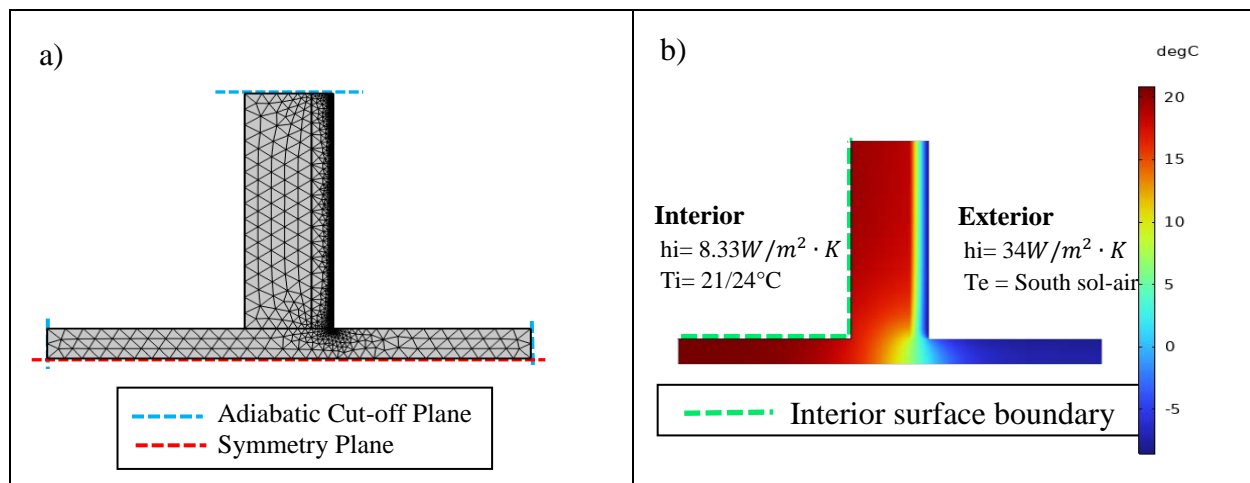 a)
Adiabatic Cut-off Plane
Symmetry Plane
b)
degC
20
15
10
5
0
-5
Interior
hi= 8.33W/m² · K
Ti= 21/24°C
Exterior
hi= 34W/m² · K
Te = South sol-air
Interior surface boundary